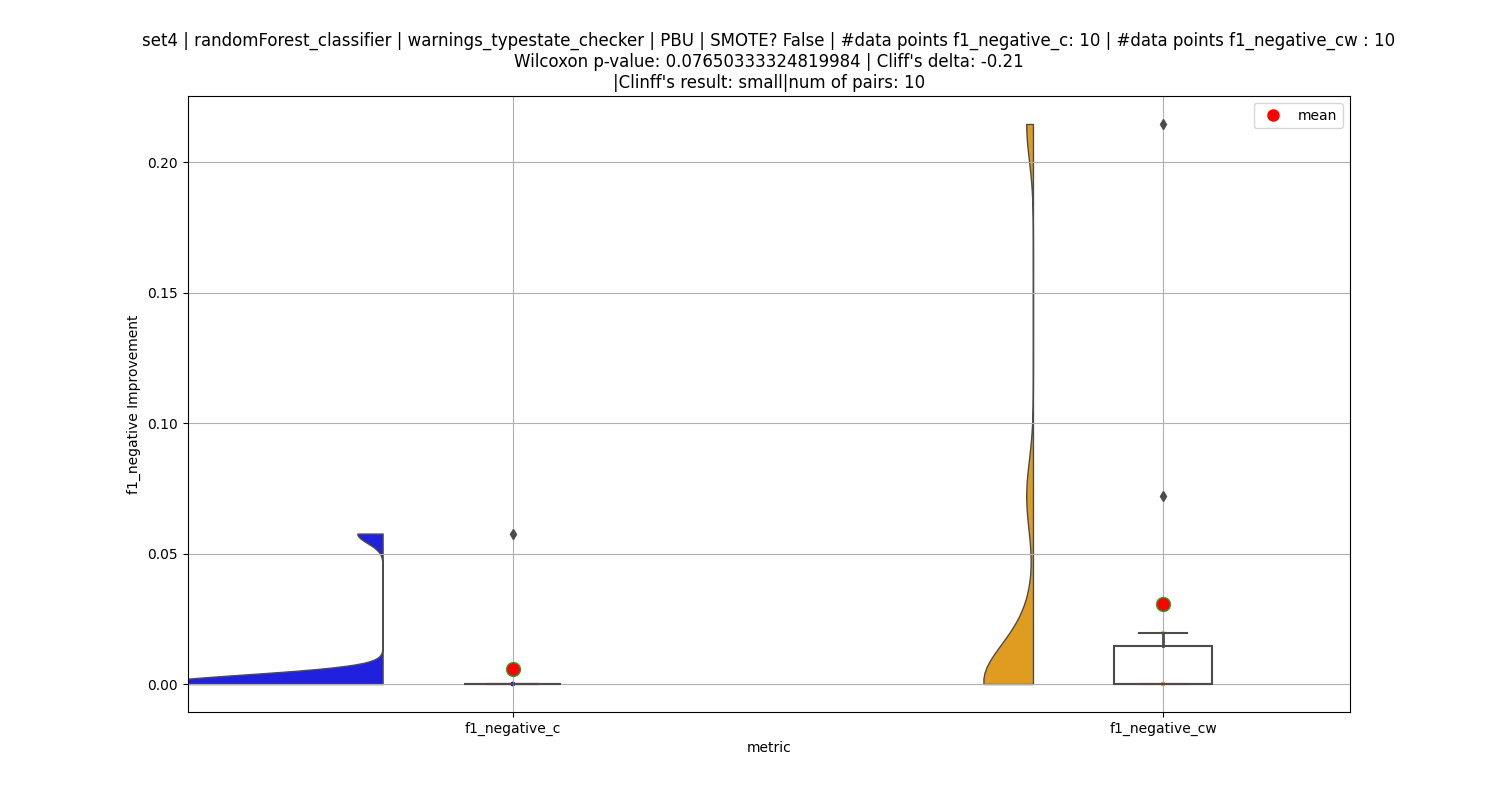 set4 | randomForest_classifier | warnings_typestate_checker | PBU | SMOTE? False | #data points f1_negative_c: 10 | #data points f1_negative_cw : 10
Wilcoxon p-value: 0.07650333324819984 | Cliff's delta: -0.21
|Clinff's result: small|num of pairs: 10
mean
0.20
0.15
0.10
0.05
0.00
f1_negative Improvement
f1_negative_c
f1_negative_cw
metric